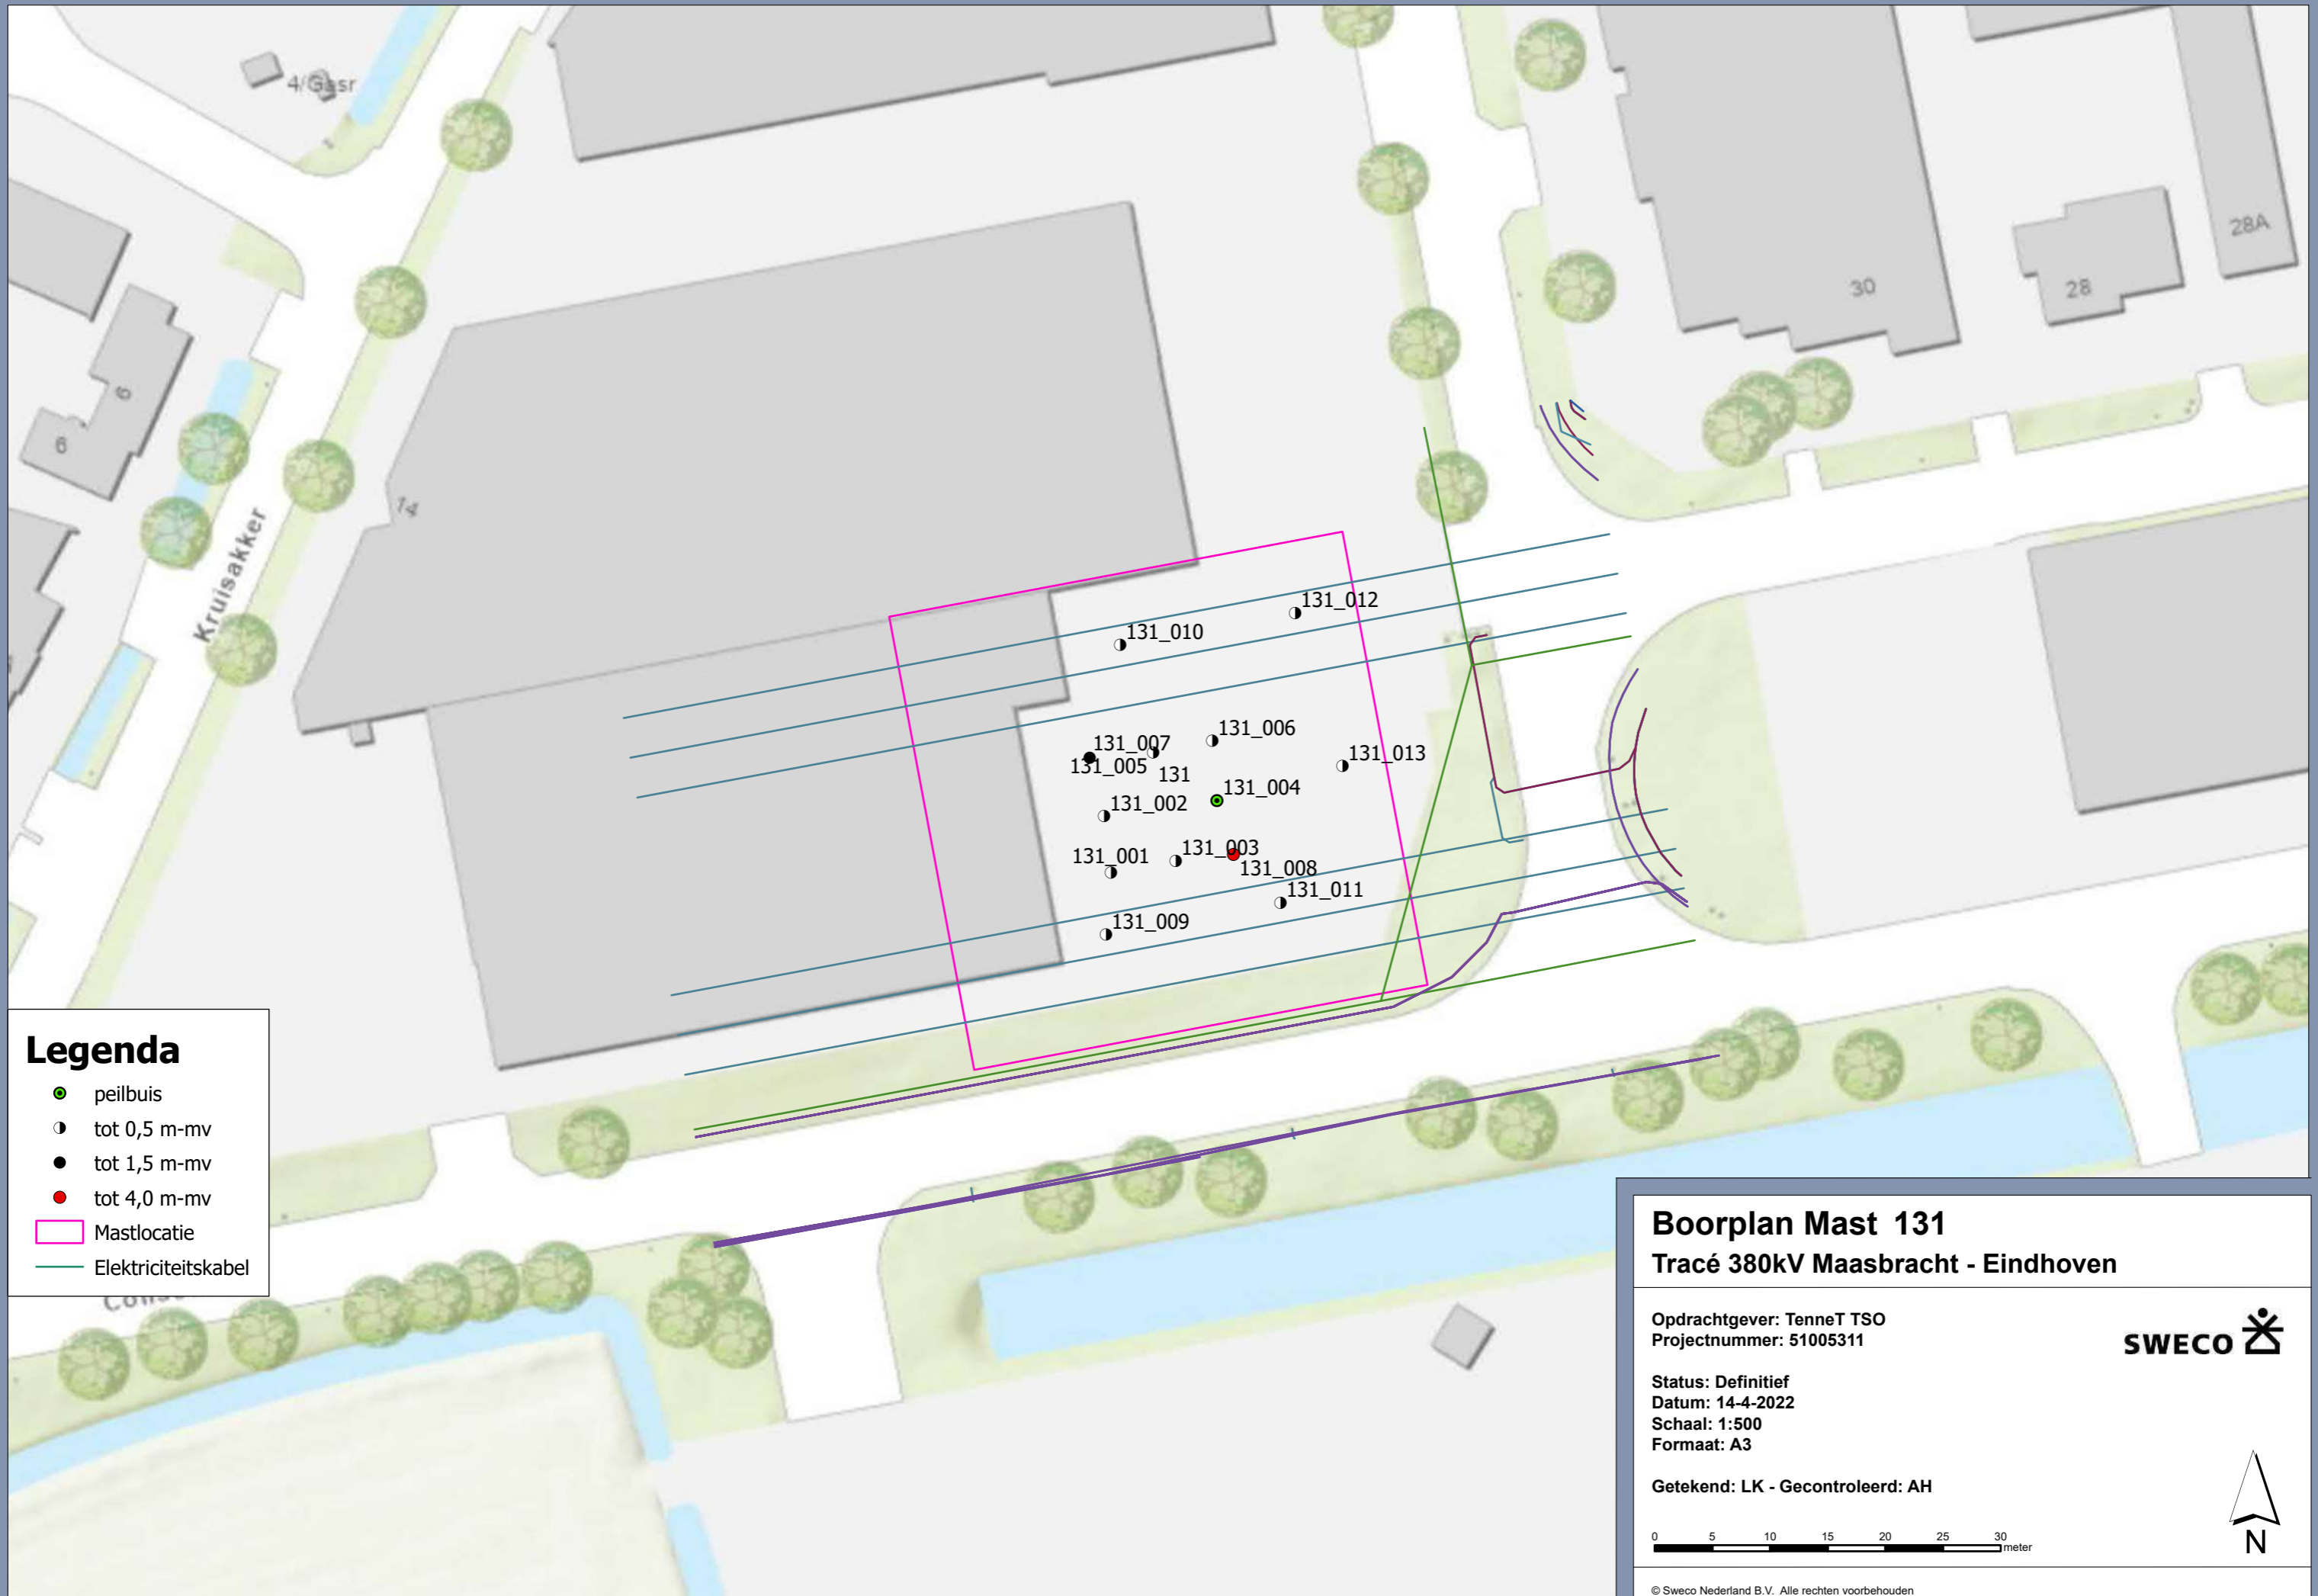 4/Gasr
28A
30
28
6
6
14
Kruisakker
131_012
131_010
131_006
131_007
131_005
131
131_013
131_004
131_002
131_003
131_001
131_008
131_011
131_009
Legenda
peilbuis
tot 0,5 m-mv
tot 1,5 m-mv
tot 4,0 m-mv
Mastlocatie
Elektriciteitskabel
Boorplan Mast 131
Tracé 380kV Maasbracht - Eindhoven
Opdrachtgever: TenneT TSO
Projectnummer: 51005311
SWECO
Status: Definitief
Datum: 14-4-2022
Schaal: 1:500
Formaat: A3
Getekend: LK - Gecontroleerd: AH
0 5 10 15 20 25 30
meter
N
© Sweco Nederland B.V. Alle rechten voorbehouden